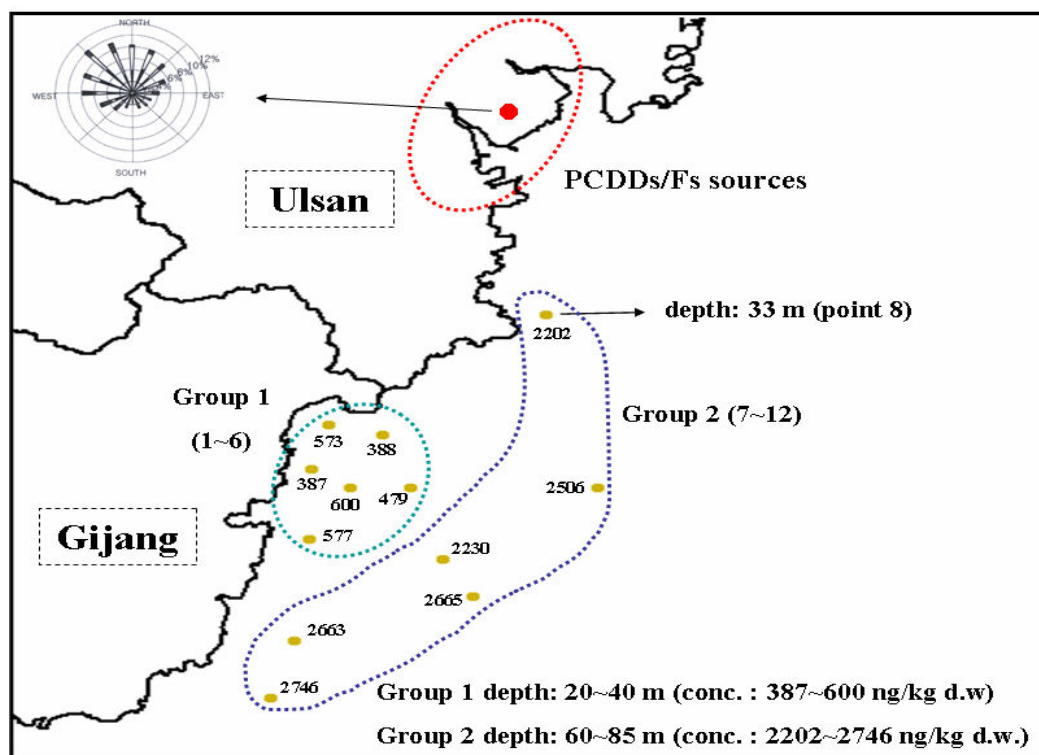 NORTH
12%
10%
8%
6%
4%
WEST
EAST
SOUTH
Ulsan
PCDDs/Fs sources
depth: 33 m (point 8)
2202
Group 1
(1~6)
Group 2 (7~12)
573
388
387
600
479
2506
Gijang
577
2230
2665
2663
2746
Group 1 depth: 20~40 m (conc. : 387~600 ng/kg d.w)
Group 2 depth: 60~85 m (conc. : 2202~2746 ng/kg d.w.)